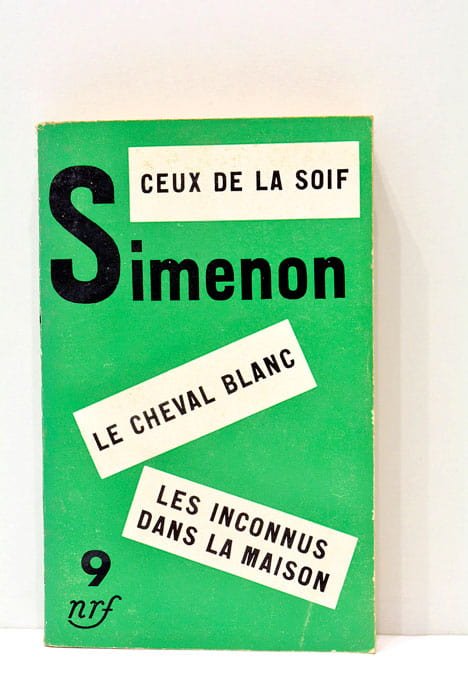 CEUX DE LA SOIF
Simenon
LE CHEVAL BLANC
LES INCONNUS
DANS LA MAISON
9
nrf